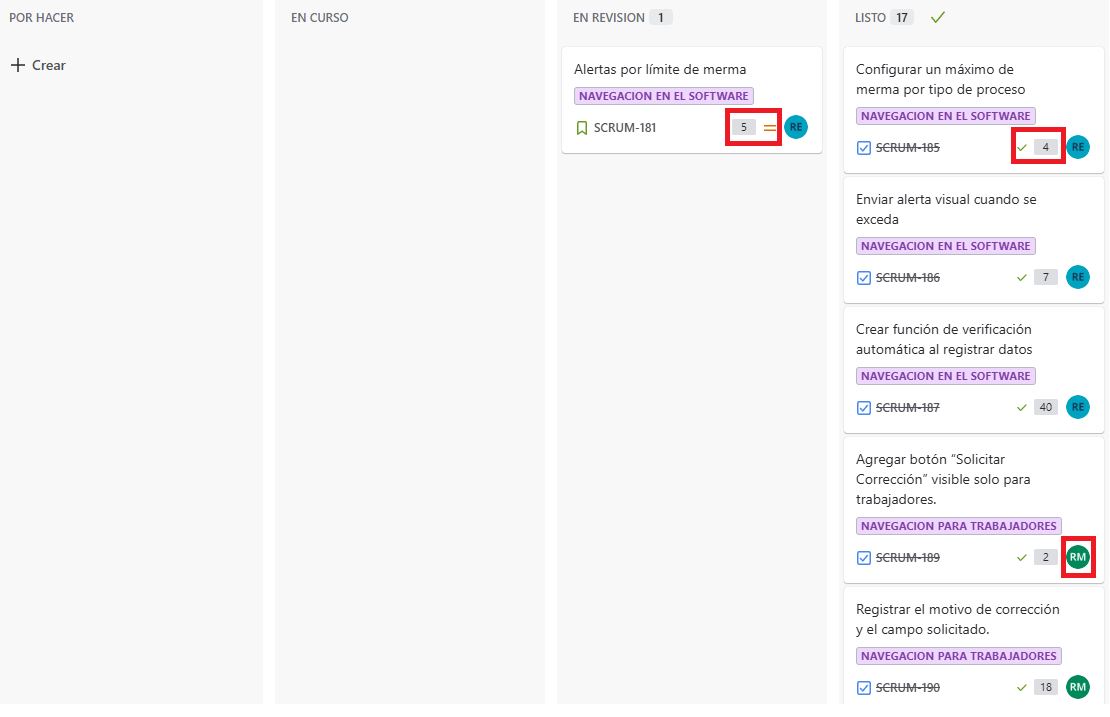 POR HACER
Crear
EN CURSO
EN REVISION 1
Alertas por límite de merma
NAVEGACION EN EL SOFTWARE
SCRUM-181 5 RE
LISTO 17
Configurar un máximo de
merma por tipo de proceso
NAVEGACION EN EL SOFTWARE
SCRUM-185 4 RE
Enviar alerta visual cuando se
exceda
NAVEGACION EN EL SOFTWARE
SCRUM-186 7 RE
Crear función de verificación
automática al registrar datos
NAVEGACION EN EL SOFTWARE
SCRUM-187 40 RE
Agregar botón “Solicitar
Corrección” visible solo para
trabajadores.
NAVEGACION PARA TRABAJADORES
SCRUM-189 2 RM
Registrar el motivo de corrección
y el campo solicitado.
NAVEGACION PARA TRABAJADORES
SCRUM-190 18 RM